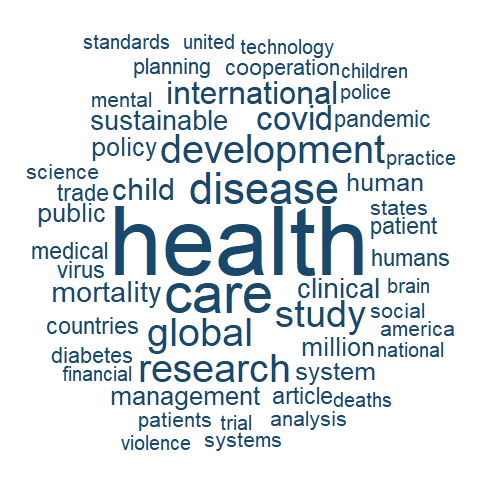 standards united technology
planning cooperation children
mental international police
sustainable covid pandemic
policy development practice
science
trade child disease human
public states
health patient
medical humans
virus
mortality care clinical brain
study social
countries global america
million national
diabetes
financial research system
management article deaths
patients trial analysis
violence systems